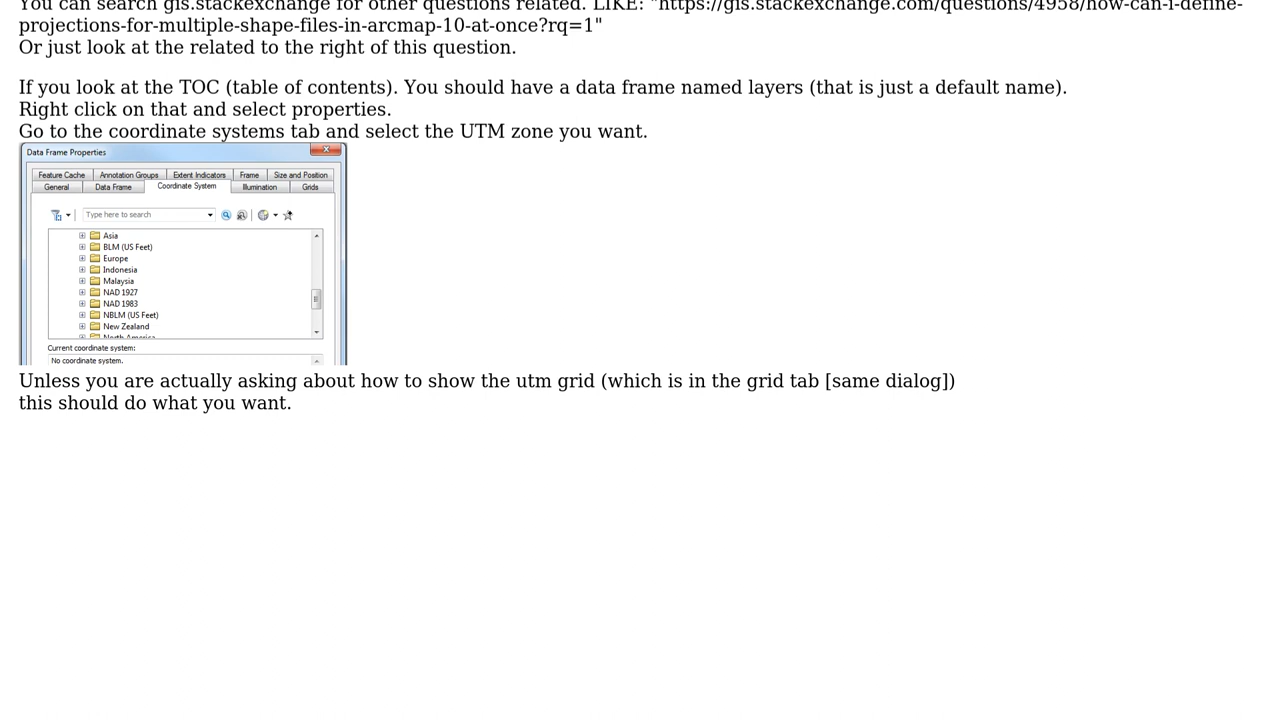 You can search gis.stackexchange for other questions related. LIKE: "https://gis.stackexchange.com/questions/4958/how-can-i-define-
projections-for-multiple-shape-files-in-arcmap-10-at-once?rq=1"
Or just look at the related to the right of this question.
If you look at the TOC (table of contents). You should have a data frame named layers (that is just a default name).
Right click on that and select properties.
Go to the coordinate systems tab and select the UTM zone you want.
Data Frame Properties
Feature Cache Annotation Groups Extent Indicators Frame Size and Position
General Data Frame Coordinate System Illumination Grids
Type here to search
Asia
BLM (US Feet)
Europe
Indonesia
Malaysia
NAD 1927
NAD 1983
NBLM (US Feet)
New Zealand
North America
Current coordinate system:
No coordinate system.
Unless you are actually asking about how to show the utm grid (which is in the grid tab [same dialog])
this should do what you want.